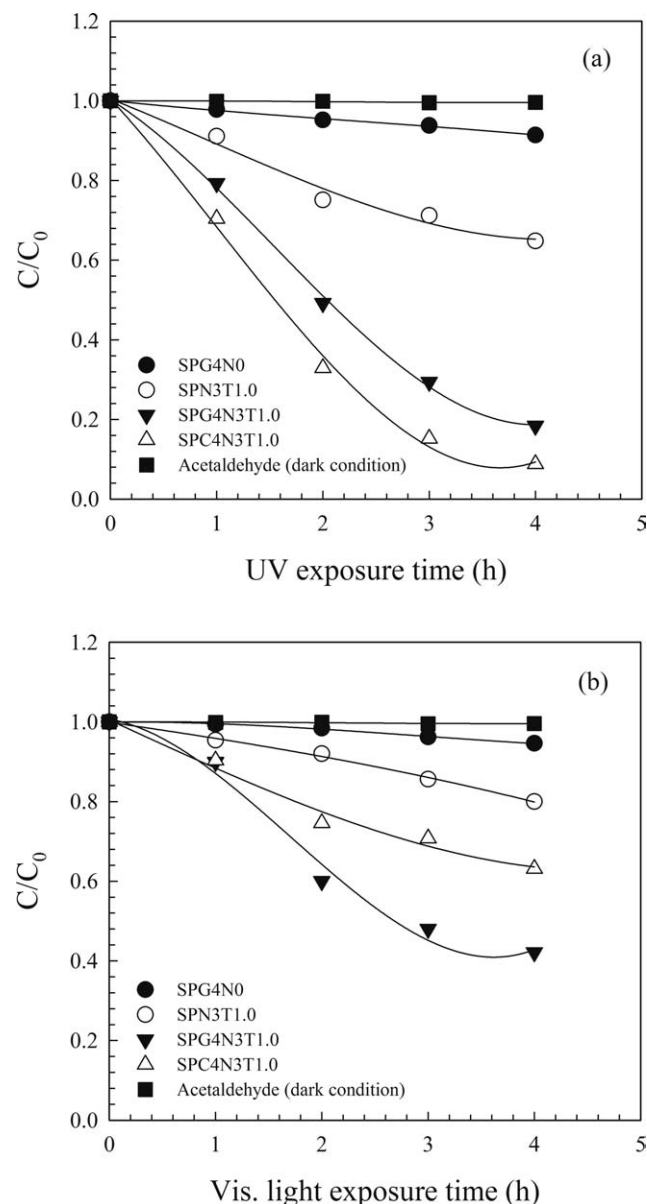 (a)
1.2
1.0
0.8
0.6
0.4
0.2
0.0
C/C₀
SPG4N0
SPN3T1.0
SPG4N3T1.0
SPC4N3T1.0
Acetaldehyde (dark condition)
0 1 2 3 4 5
UV exposure time (h)
(b)
1.2
1.0
0.8
0.6
0.4
0.2
0.0
C/C₀
SPG4N0
SPN3T1.0
SPG4N3T1.0
SPC4N3T1.0
Acetaldehyde (dark condition)
0 1 2 3 4 5
Vis. light exposure time (h)